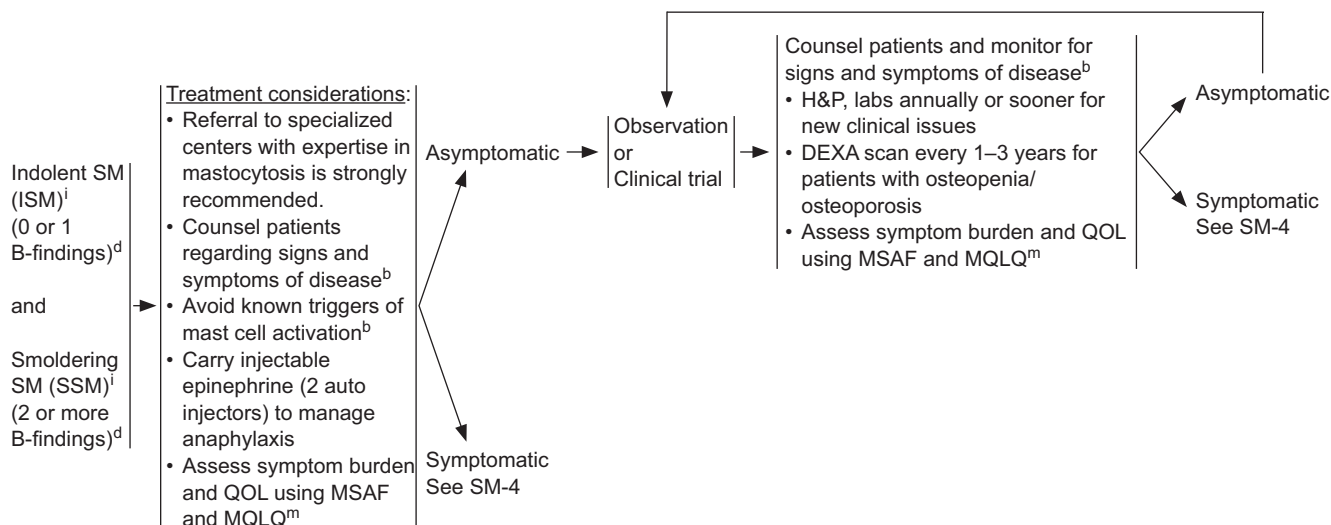 Indolent SM
(ISM)i
(0 or 1
B-findings)d
and
Smoldering
SM (SSM)i
(2 or more
B-findings)d
Treatment considerations:
• Referral to specialized
centers with expertise in
mastocytosis is strongly
recommended.
• Counsel patients
regarding signs and
symptoms of diseaseb
• Avoid known triggers of
mast cell activationb
• Carry injectable
epinephrine (2 auto
injectors) to manage
anaphylaxis
• Assess symptom burden
and QOL using MSAF
and MQLQm
Asymptomatic
Symptomatic
See SM-4
Observation
or
Clinical trial
Counsel patients and monitor for
signs and symptoms of diseaseb
• H&P, labs annually or sooner for
new clinical issues
• DEXA scan every 1–3 years for
patients with osteopenia/
osteoporosis
• Assess symptom burden and QOL
using MSAF and MQLQm
Asymptomatic
Symptomatic
See SM-4